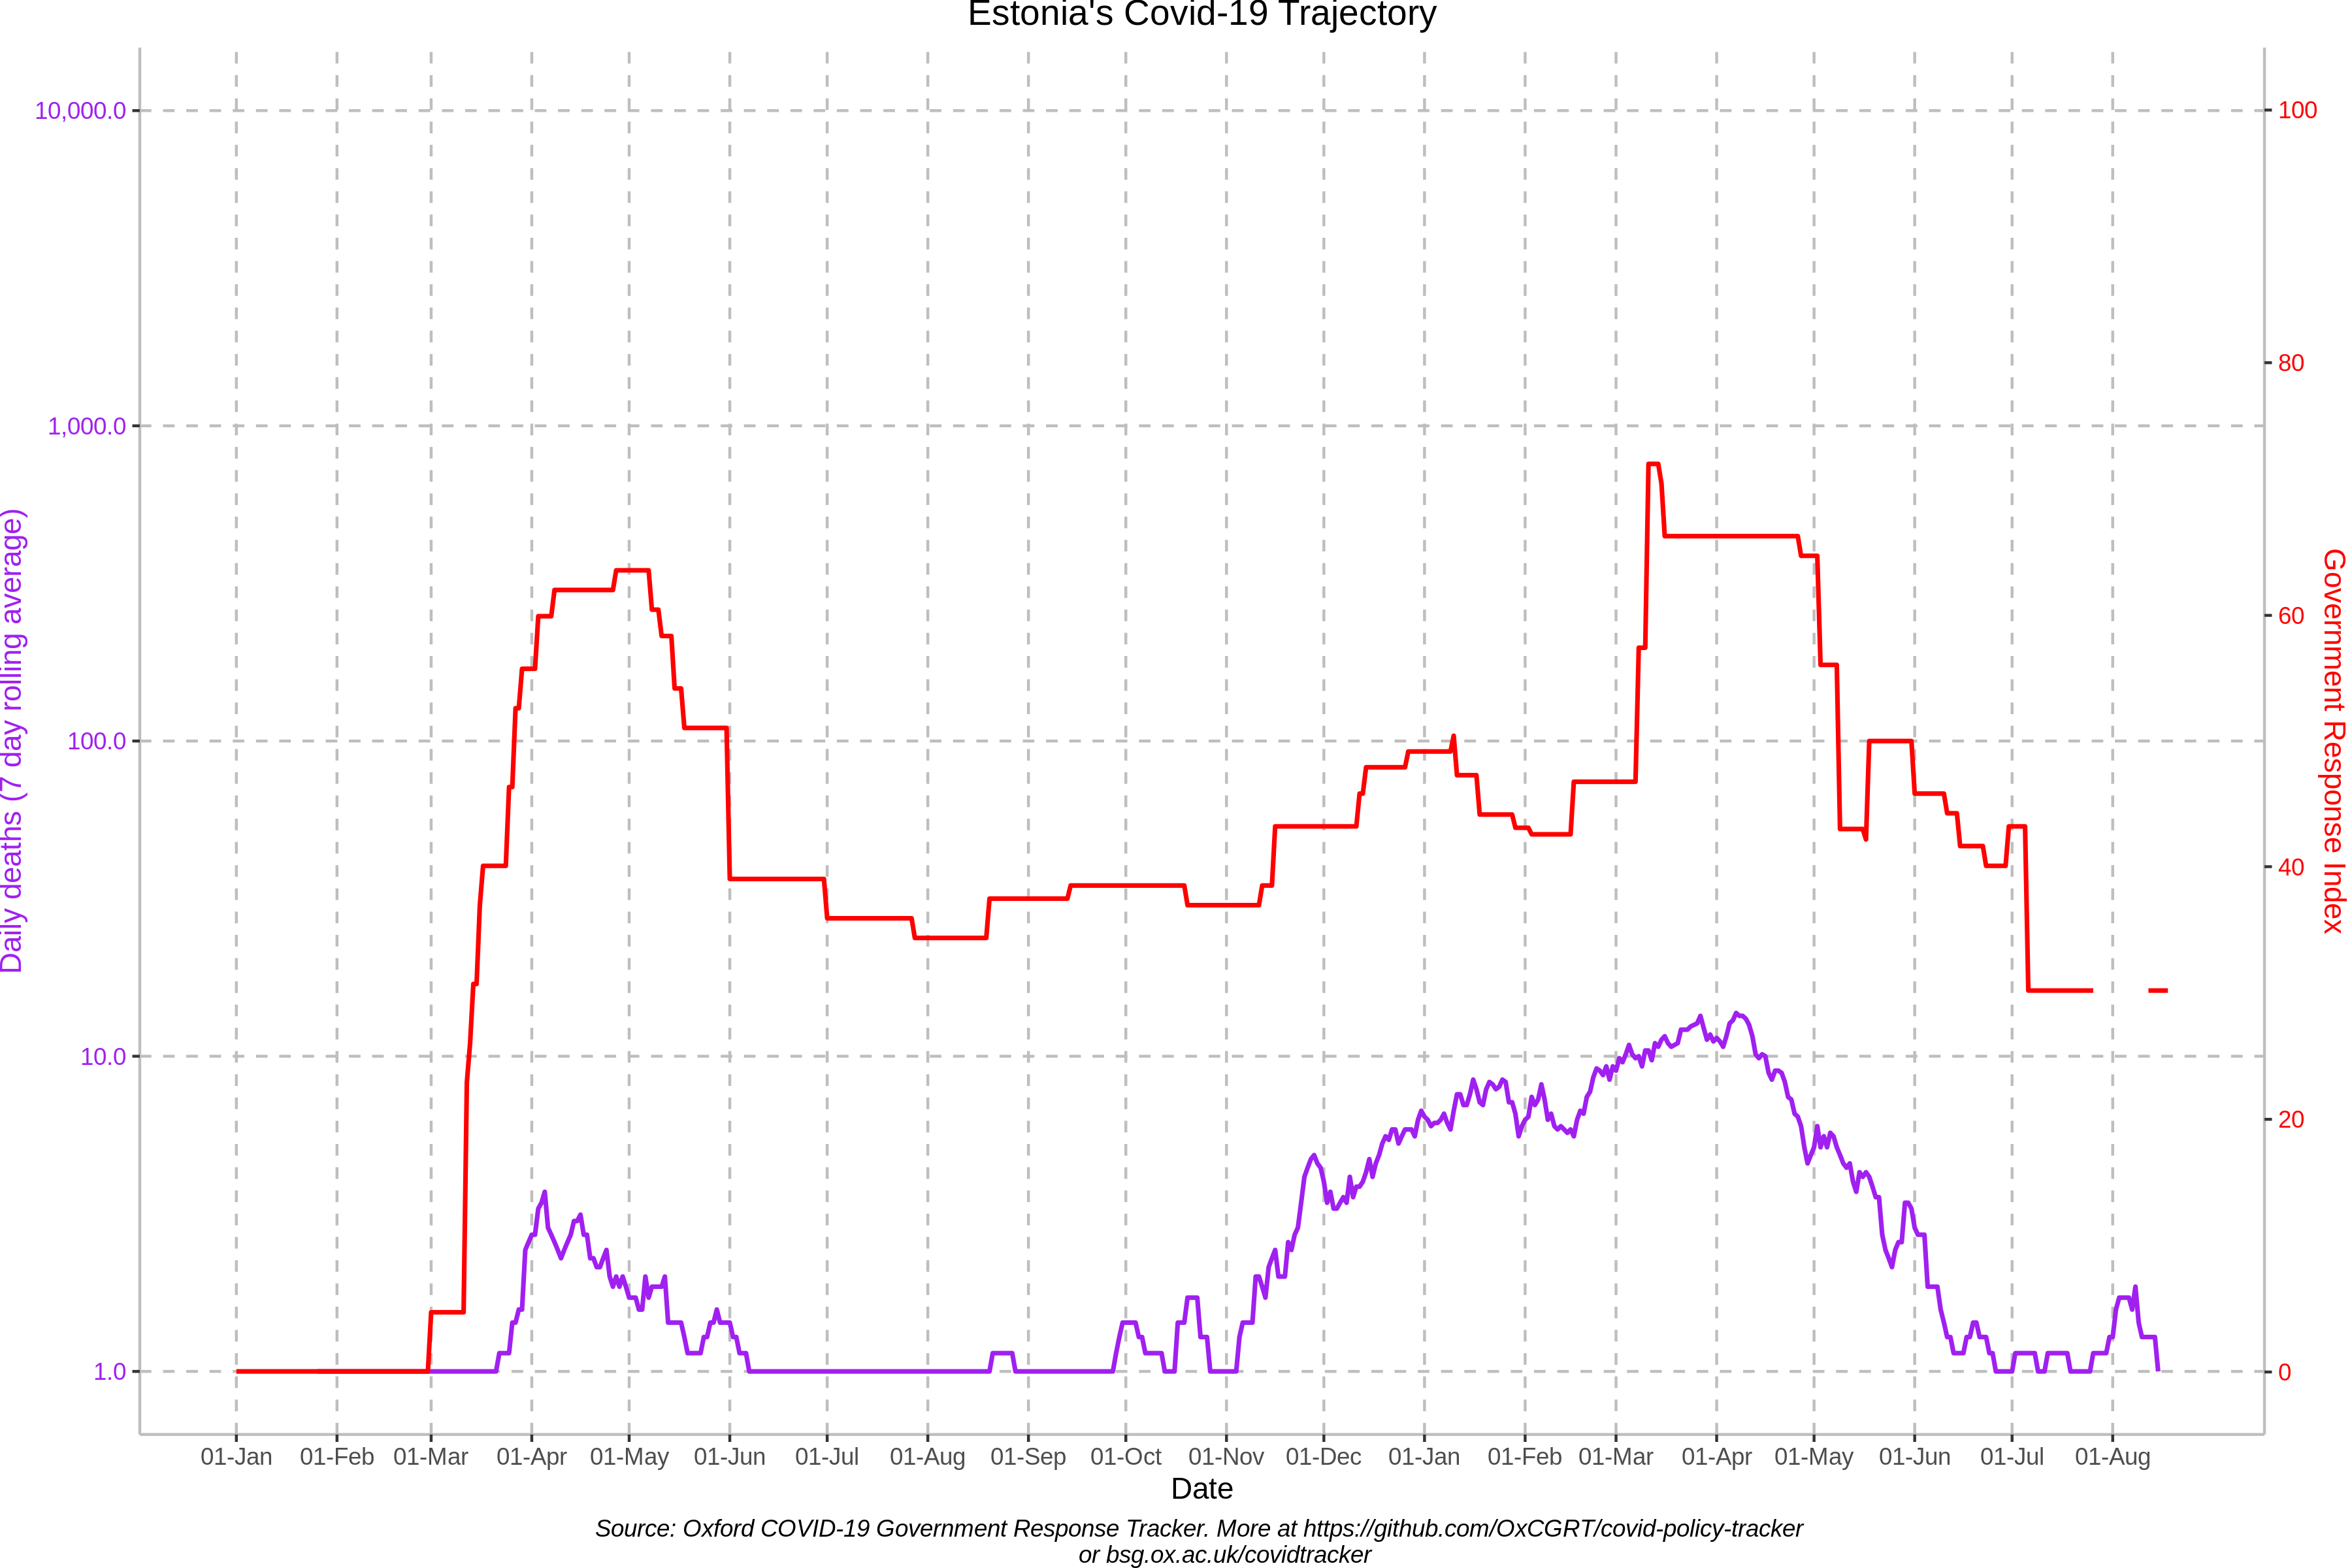 Estonia's Covid-19 Trajectory
10,000.0
1,000.0
100.0
10.0
1.0
Daily deaths (7 day rolling average)
100
80
60
40
20
0
Government Response Index
01-Jan 01-Feb 01-Mar 01-Apr 01-May 01-Jun 01-Jul 01-Aug 01-Sep 01-Oct 01-Nov 01-Dec 01-Jan 01-Feb 01-Mar 01-Apr 01-May 01-Jun 01-Jul 01-Aug
Date
Source: Oxford COVID-19 Government Response Tracker. More at https://github.com/OxCGRT/covid-policy-tracker
or bsg.ox.ac.uk/covidtracker